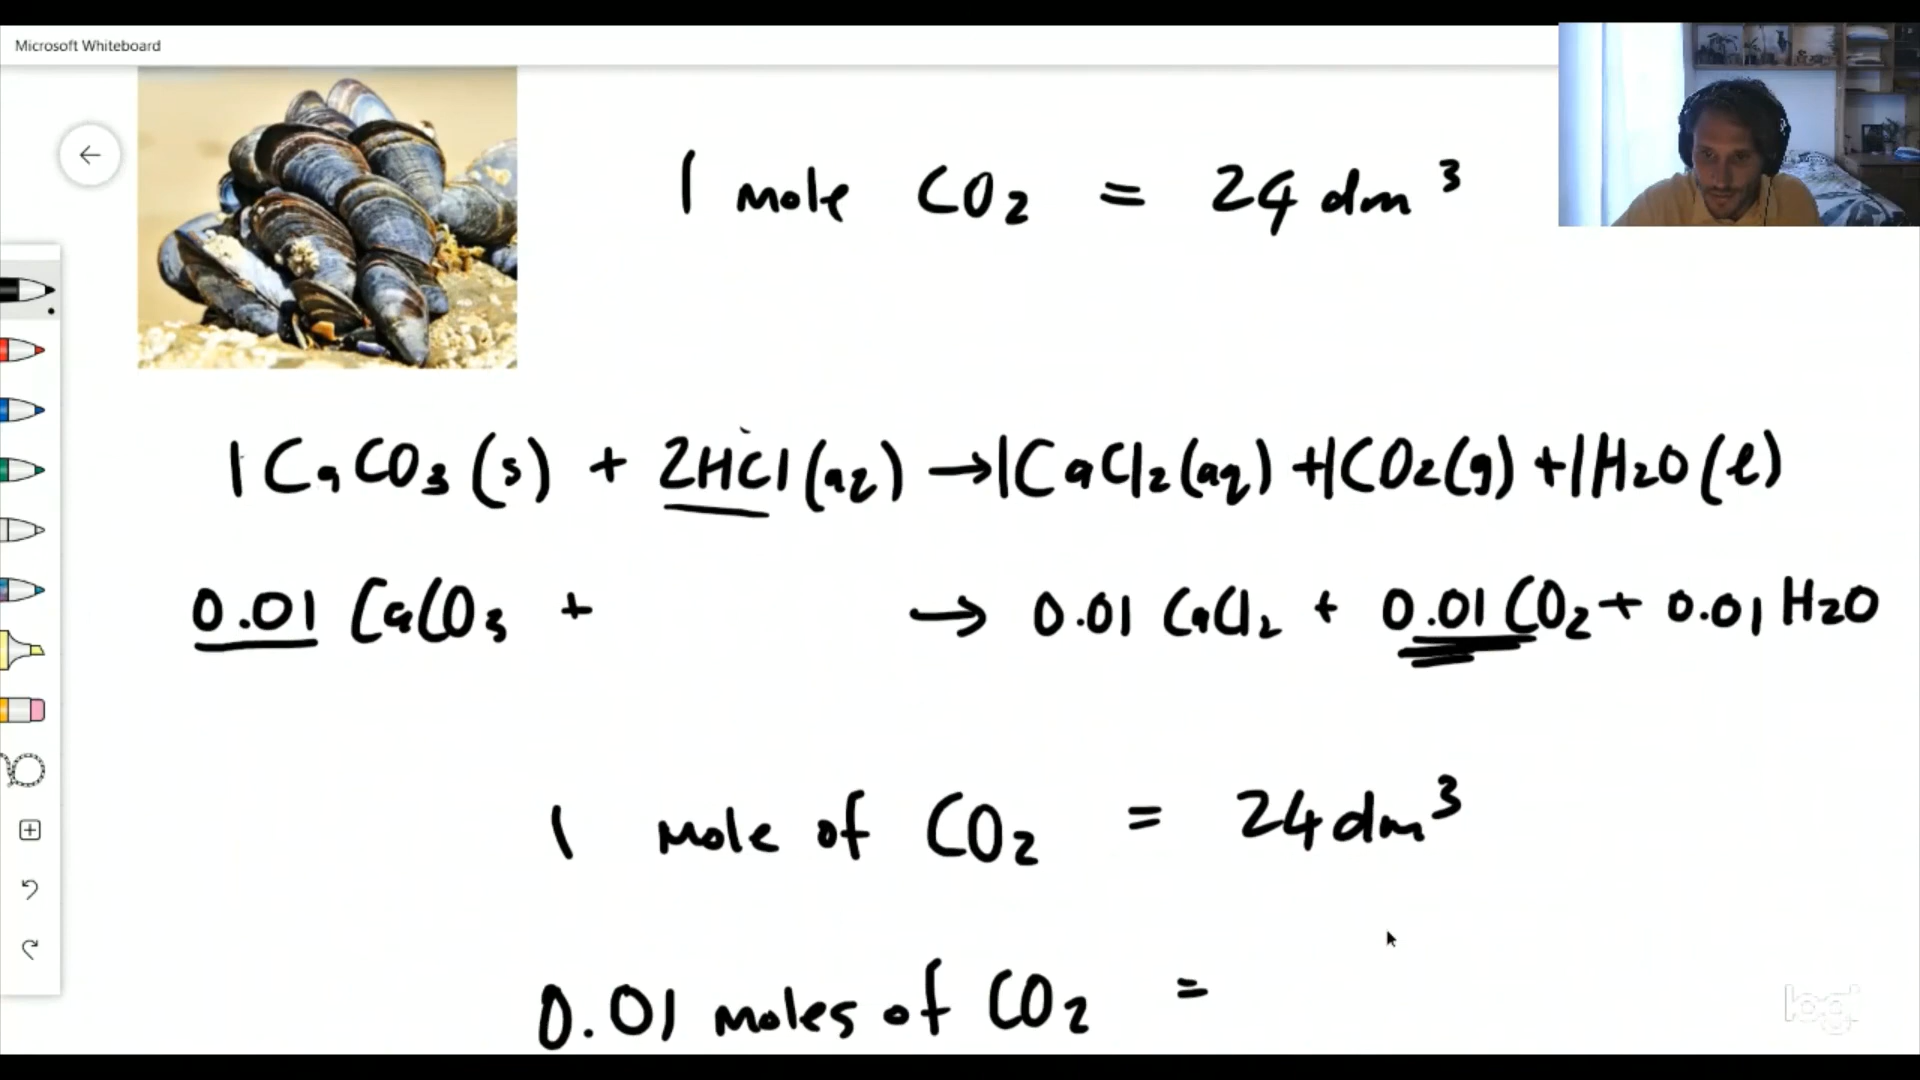 Microsoft Whiteboard
1 mole CO2 = 24 dm³
1CaCO3(s) + 2HCl(aq) →1CaCl2(aq) +1CO2(g) +1H2O(l)
0.01 CaCO3 + → 0.01 CaCl2 + 0.01 CO2 + 0.01 H2O
1 mole of CO2 = 24dm³
0.01 moles of CO2 =
logi